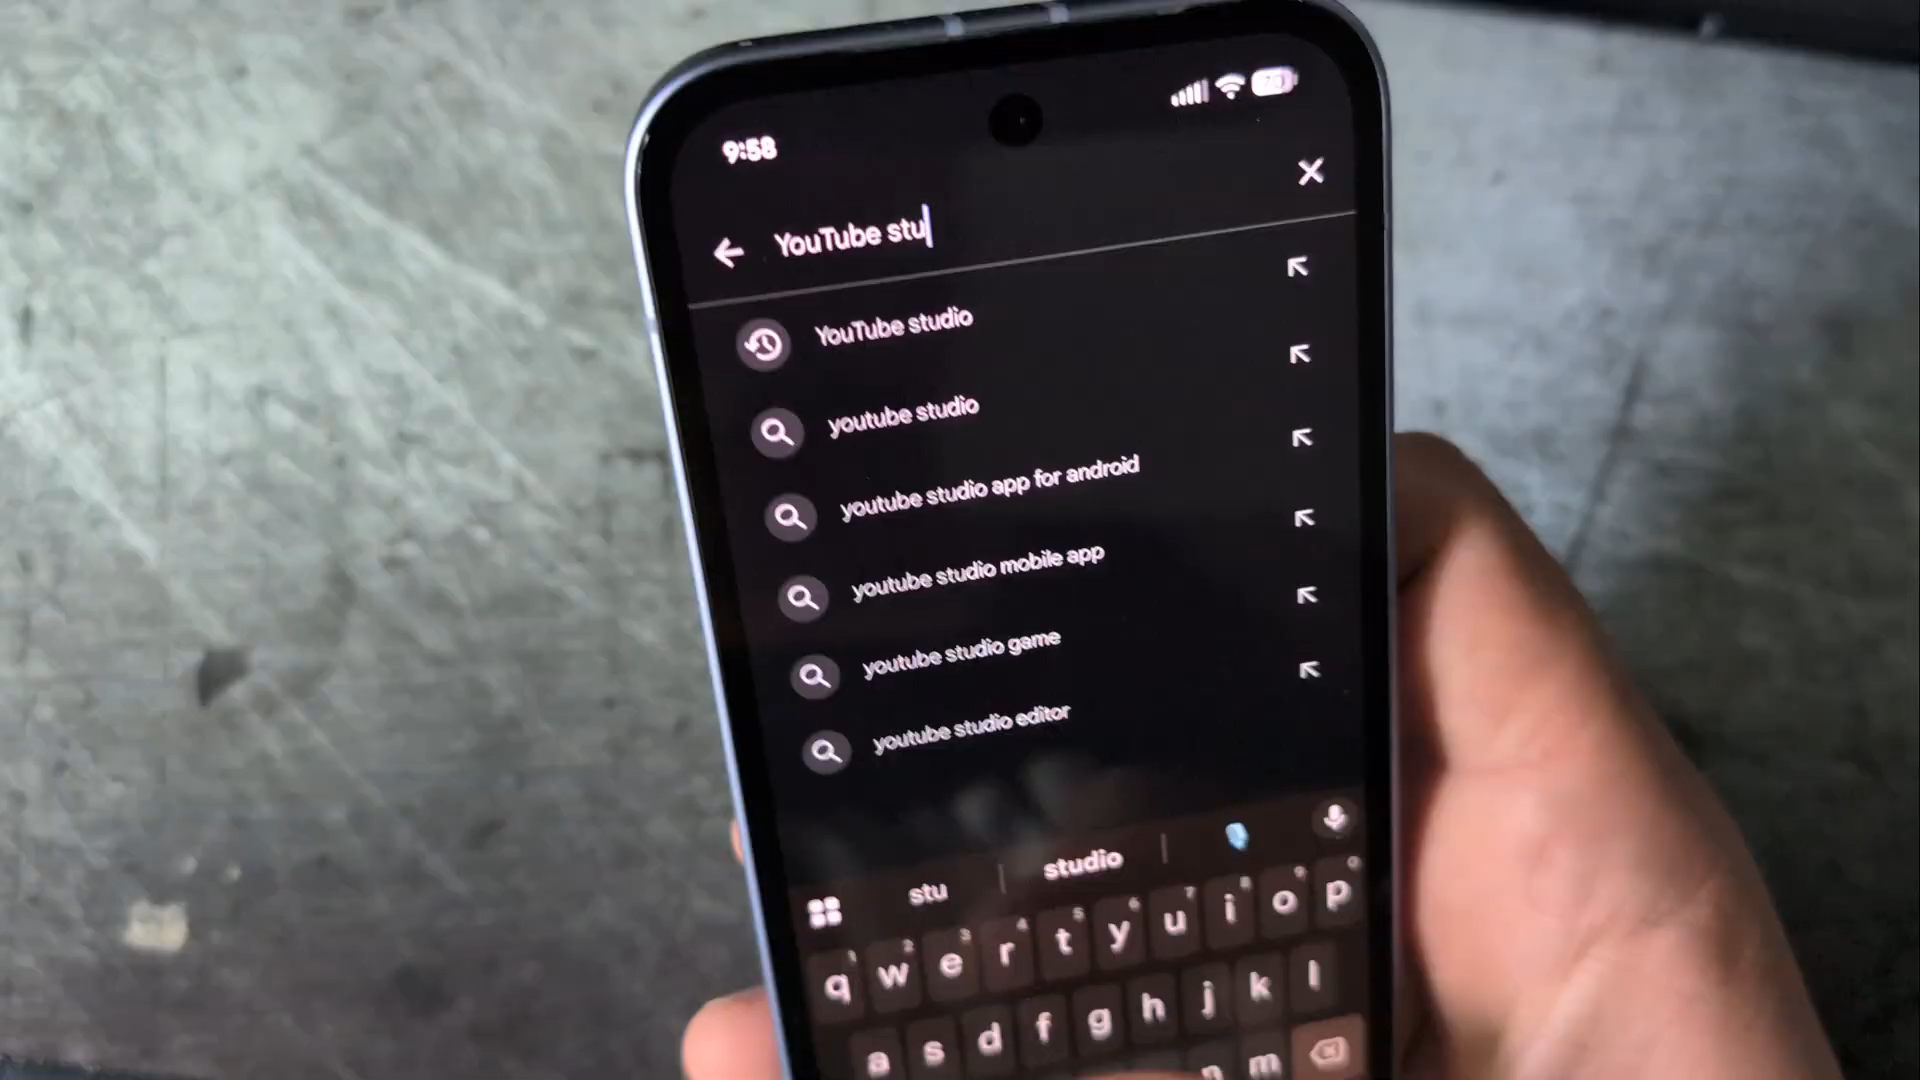 9:58
YouTube stu
YouTube studio
youtube studio
youtube studio app for android
youtube studio mobile app
youtube studio game
youtube studio editor
stu studio
q w e r t y u i o p
a s d f g h j k l
n m